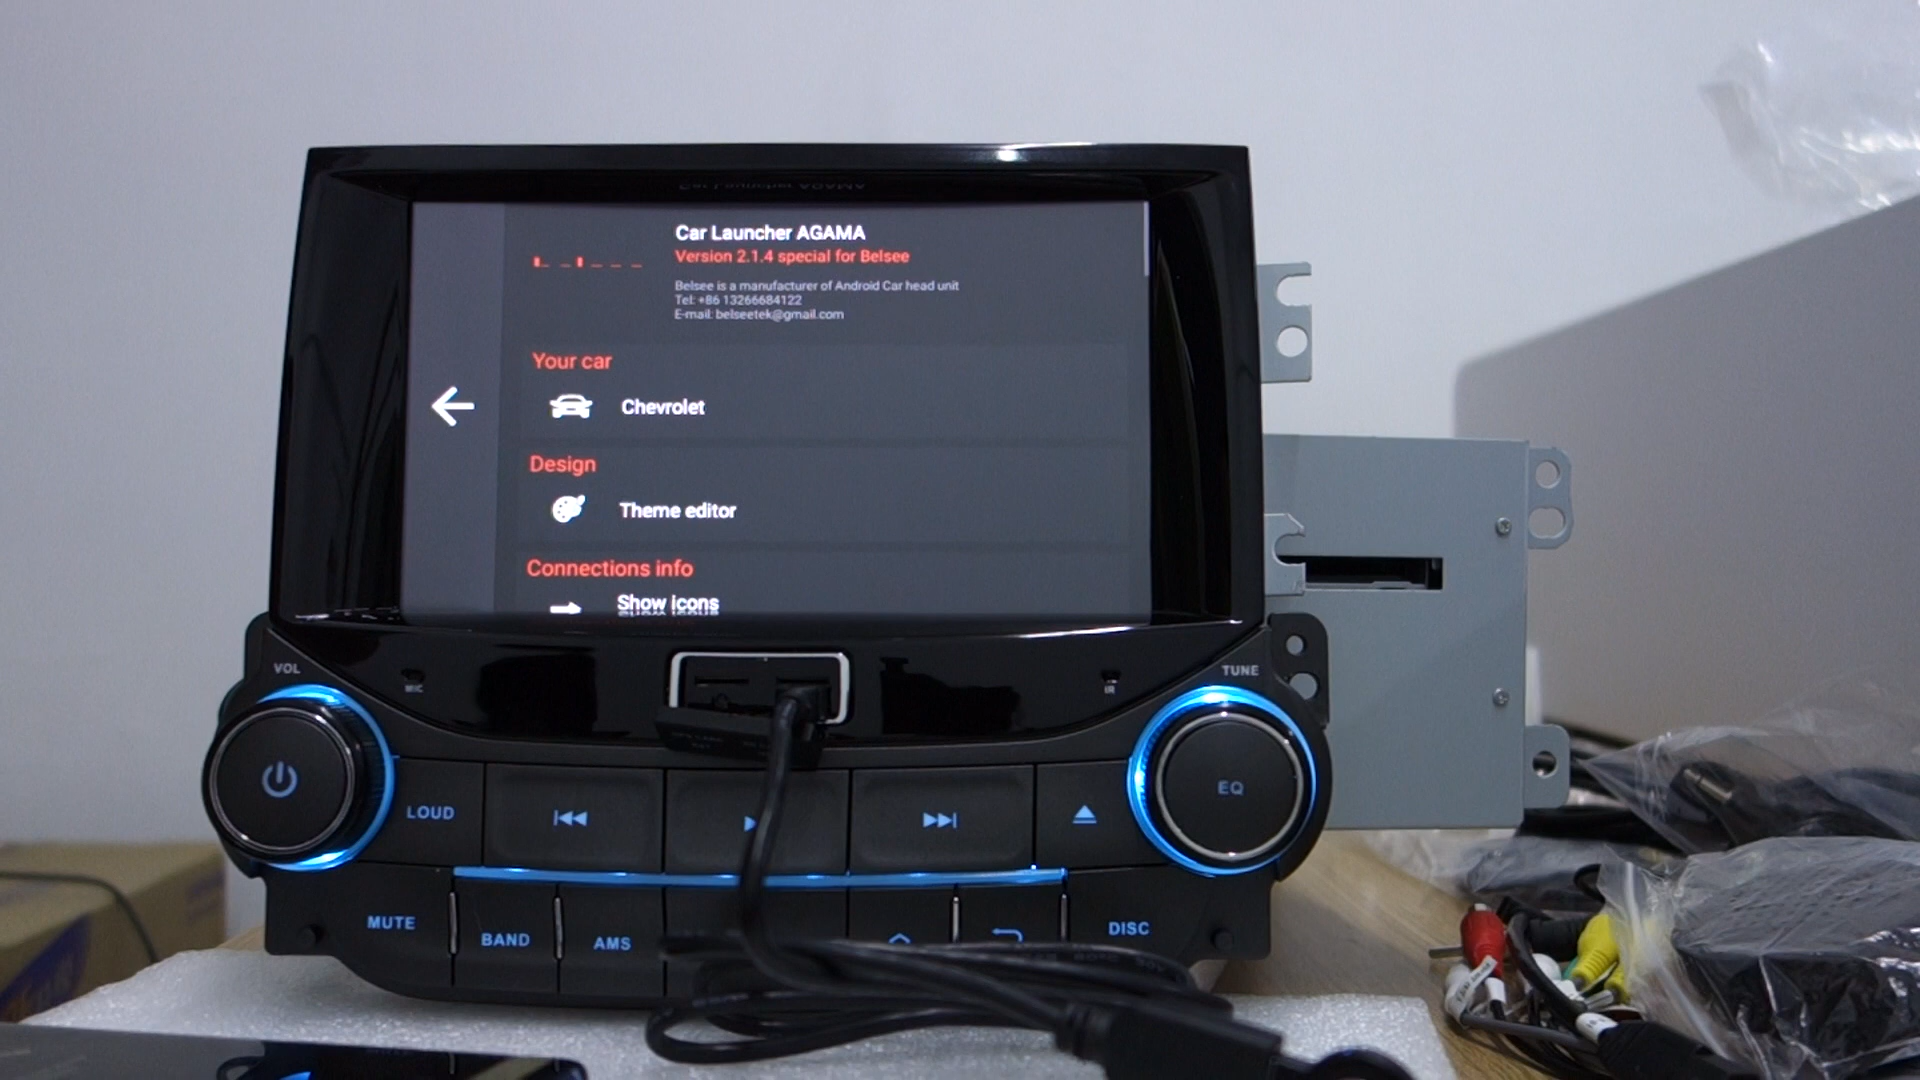 Car Launcher AGAMA
Version 2.1.4 special for Belsee
Belsee is a manufacturer of Android Car head unit
Tel: +86 13266684122
E-mail: belseetek@gmail.com
Your car
Chevrolet
Design
Theme editor
Connections info
Show icons
VOL
MIC
IR
TUNE
LOUD
EQ
MUTE
BAND
AMS
DISC